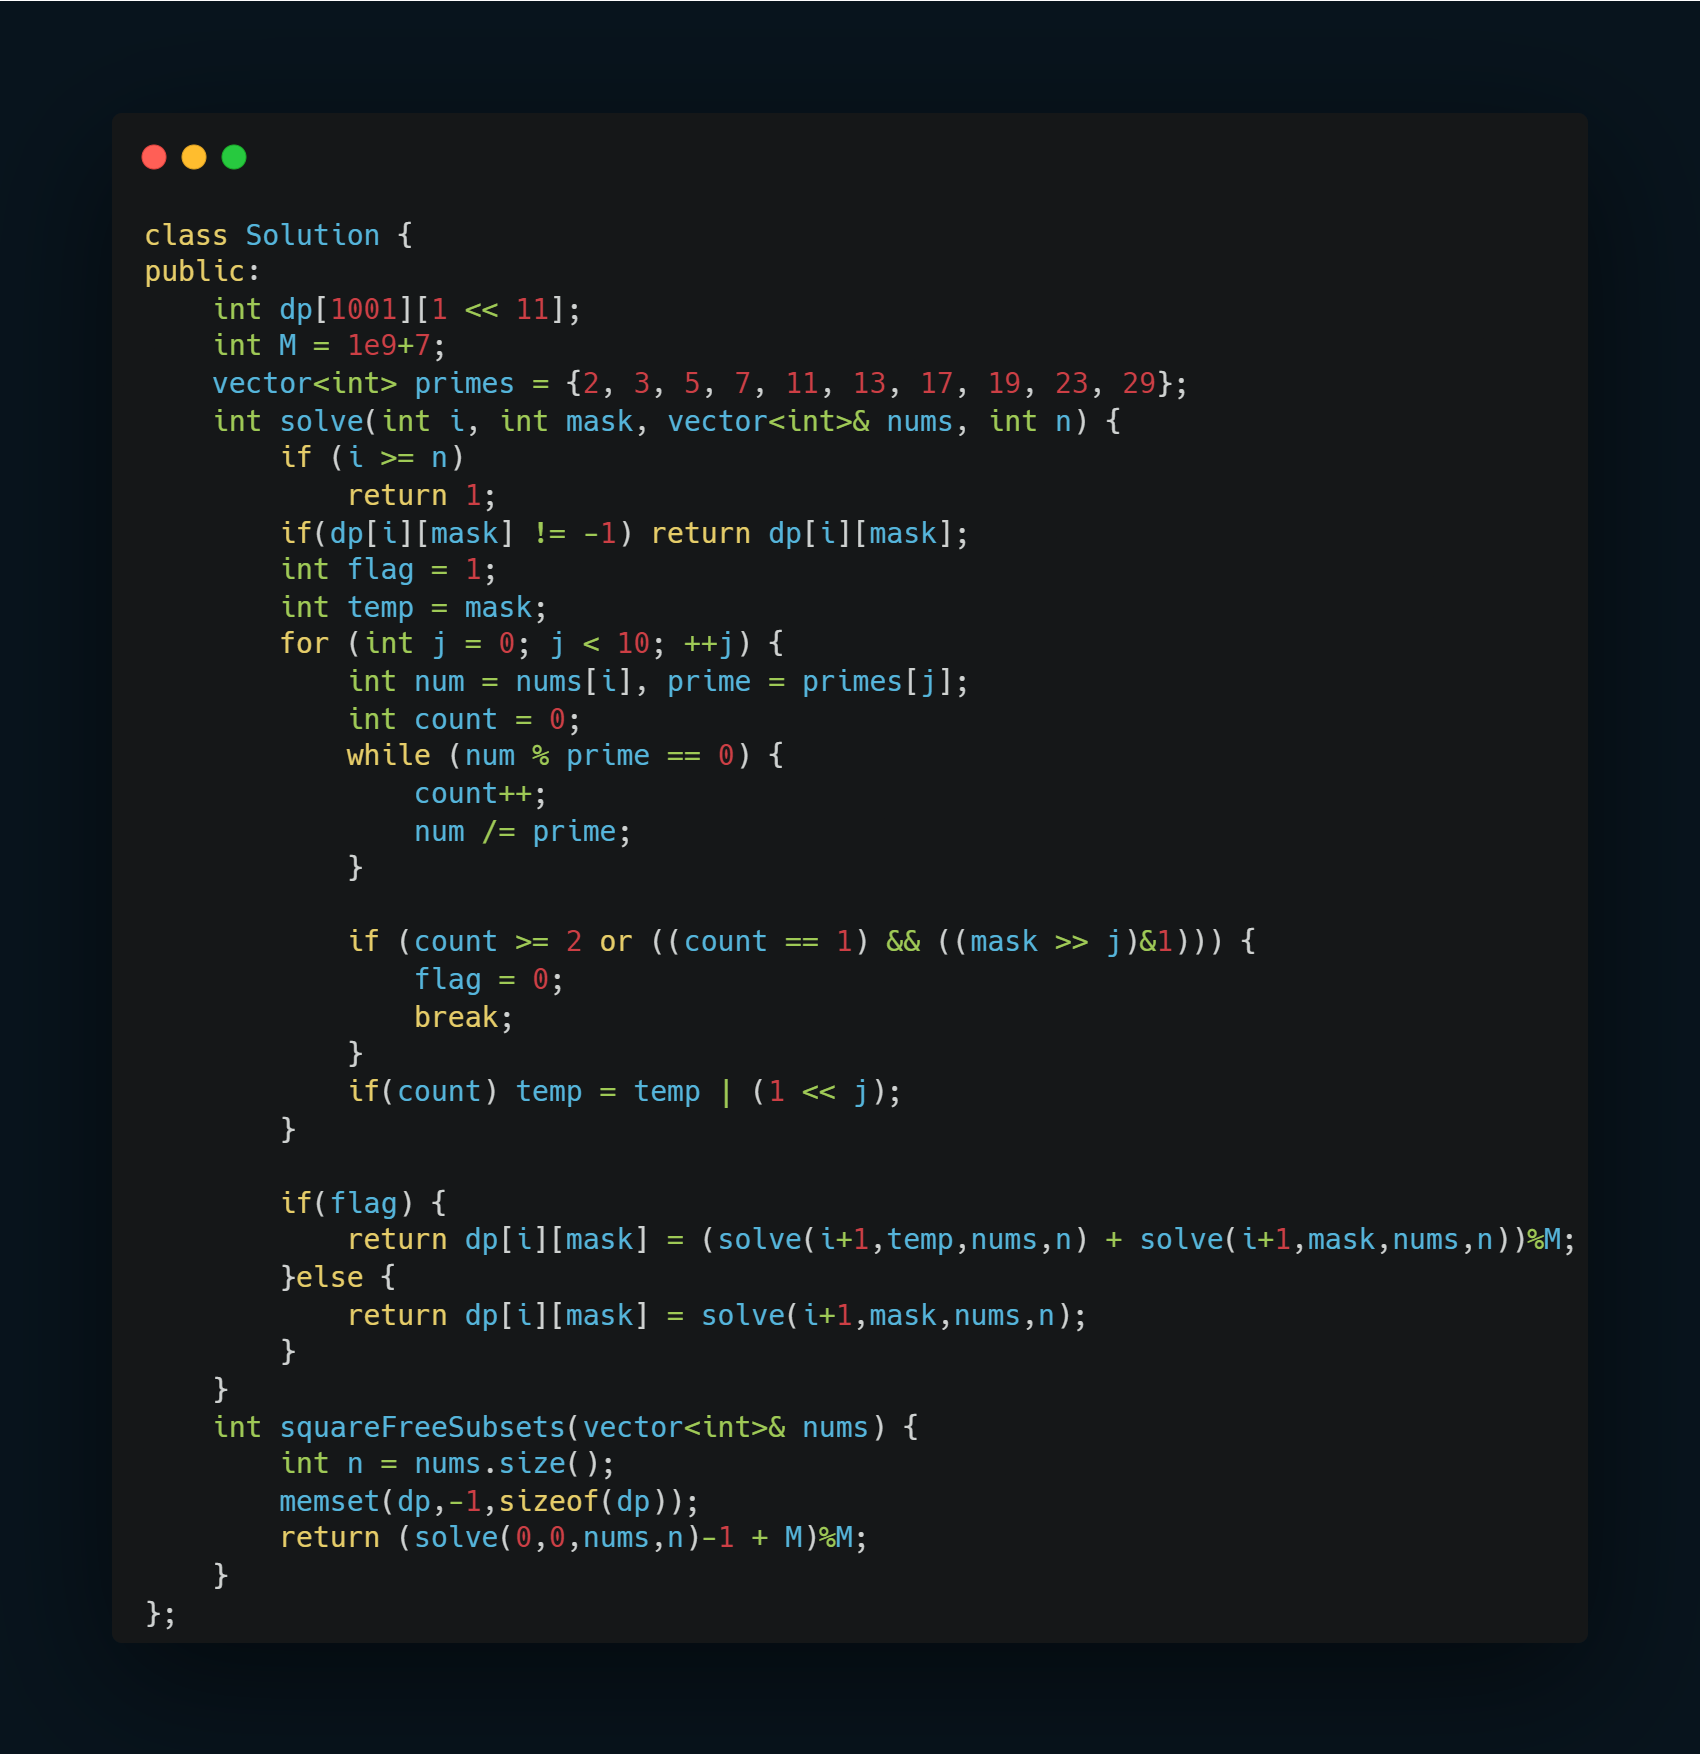 class Solution {
public:
    int dp[1001][1 << 11];
    int M = 1e9+7;
    vector<int> primes = {2, 3, 5, 7, 11, 13, 17, 19, 23, 29};
    int solve(int i, int mask, vector<int>& nums, int n) {
        if (i >= n)
            return 1;
        if(dp[i][mask] != -1) return dp[i][mask];
        int flag = 1;
        int temp = mask;
        for (int j = 0; j < 10; ++j) {
            int num = nums[i], prime = primes[j];
            int count = 0;
            while (num % prime == 0) {
                count++;
                num /= prime;
            }

            if (count >= 2 or ((count == 1) && ((mask >> j)&1))) {
                flag = 0;
                break;
            }
            if(count) temp = temp | (1 << j);
        }

        if(flag) {
            return dp[i][mask] = (solve(i+1,temp,nums,n) + solve(i+1,mask,nums,n))%M;
        }else {
            return dp[i][mask] = solve(i+1,mask,nums,n);
        }
    }
    int squareFreeSubsets(vector<int>& nums) {
        int n = nums.size();
        memset(dp,-1,sizeof(dp));
        return (solve(0,0,nums,n)-1 + M)%M;
    }
};